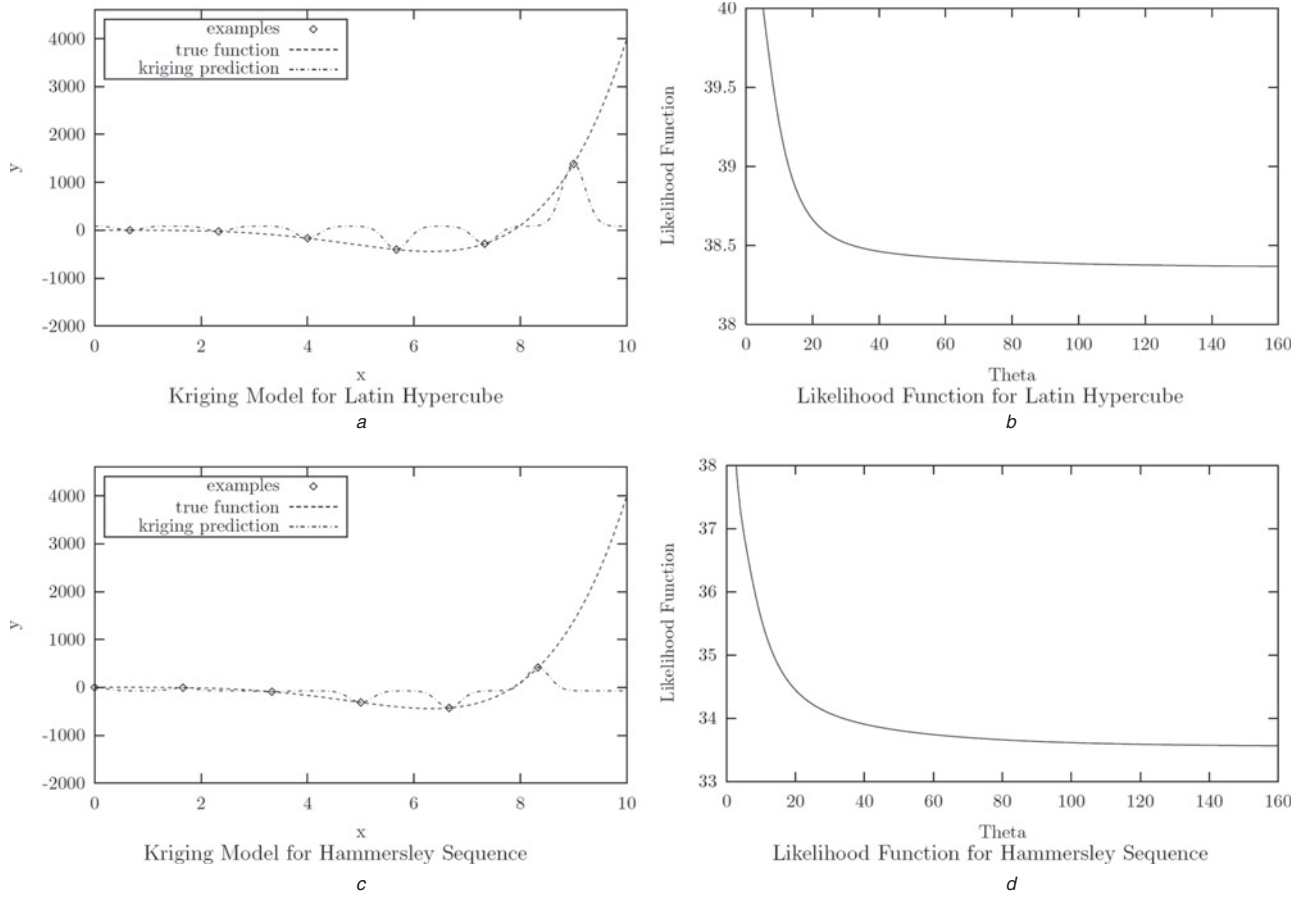 examples
true function
kriging prediction
4000
3000
2000
1000
0
-1000
-2000
y
0 2 4 6 8 10
x
Kriging Model for Latin Hypercube
a
40
39.5
39
38.5
38
Likelihood Function
0 20 40 60 80 100 120 140 160
Theta
Likelihood Function for Latin Hypercube
b
examples
true function
kriging prediction
4000
3000
2000
1000
0
-1000
-2000
y
0 2 4 6 8 10
x
Kriging Model for Hammersley Sequence
c
38
37
36
35
34
33
Likelihood Function
0 20 40 60 80 100 120 140 160
Theta
Likelihood Function for Hammersley Sequence
d